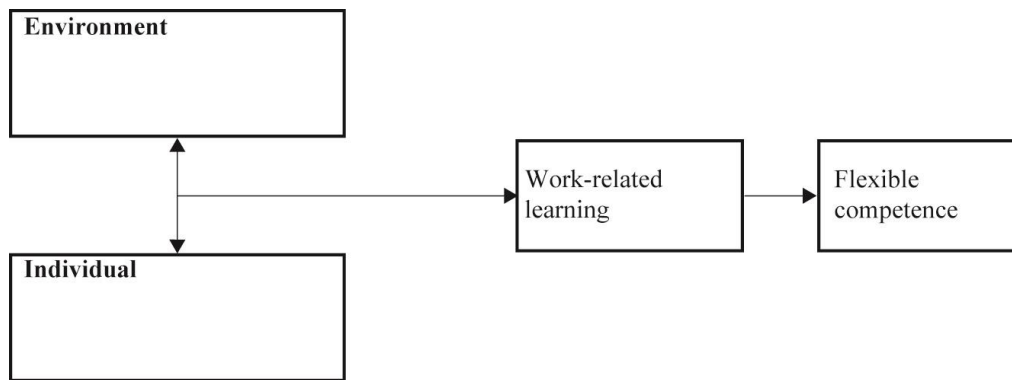 Environment
Work-related
learning
Flexible
competence
Individual